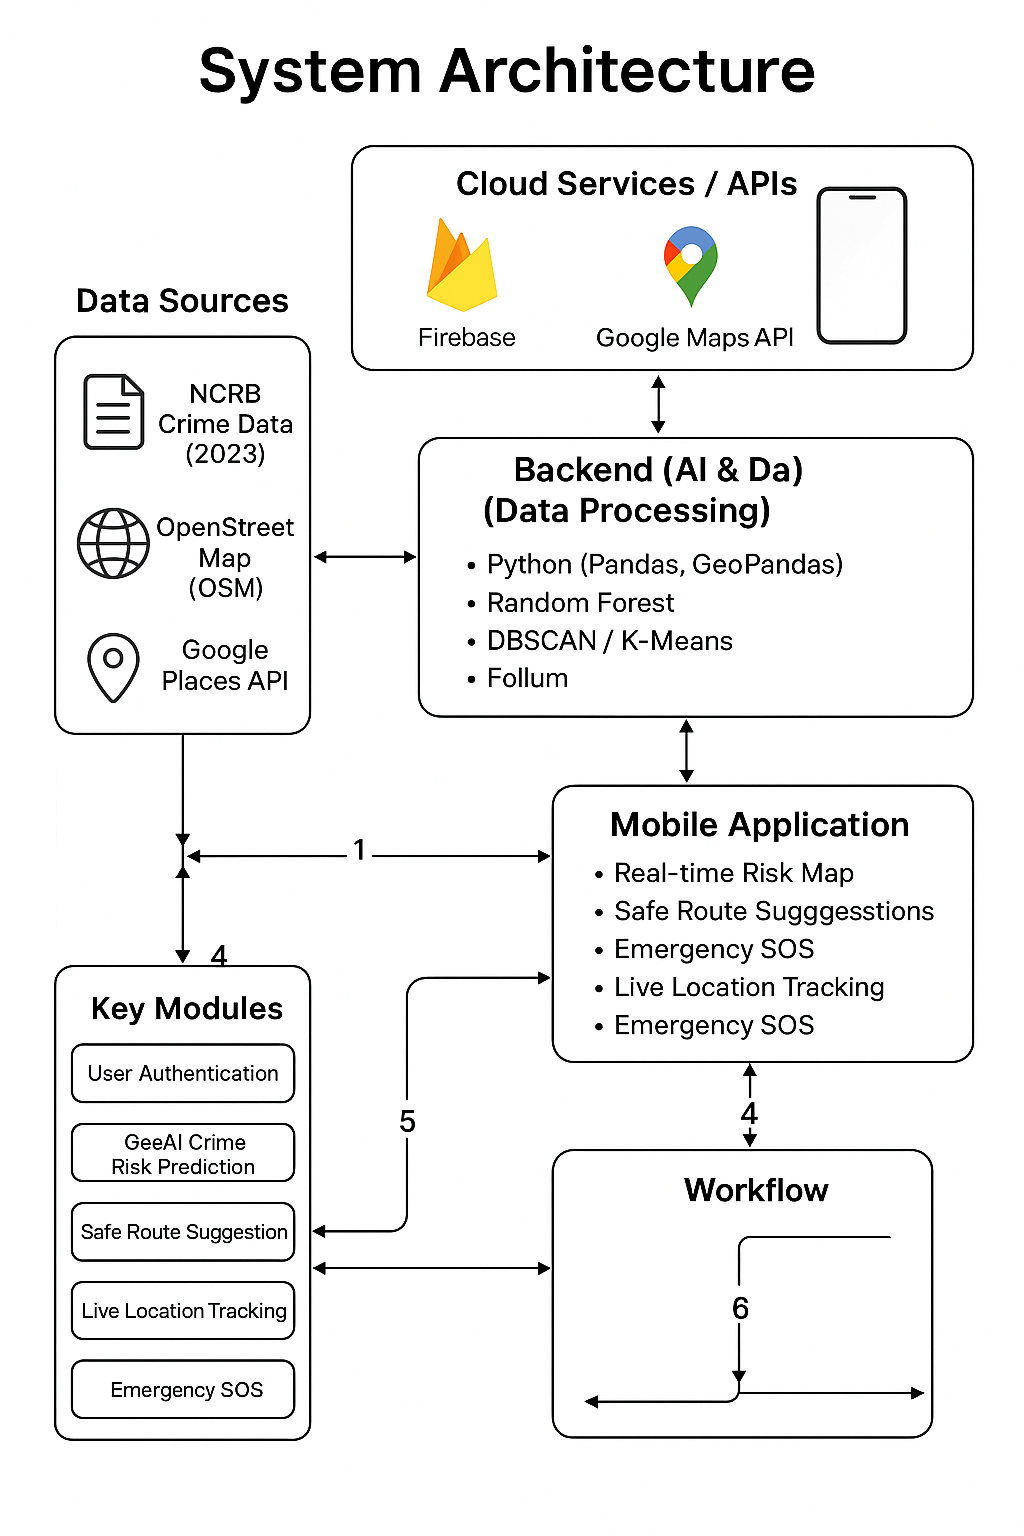 System Architecture
Cloud Services / APIs
Firebase
Google Maps API
Data Sources
NCRB
Crime Data
(2023)
OpenStreet
Map
(OSM)
Google
Places API
Backend (AI & Da)
(Data Processing)
• Python (Pandas, GeoPandas)
• Random Forest
• DBSCAN / K-Means
• Follum
1
Mobile Application
• Real-time Risk Map
• Safe Route Sugggesstions
• Emergency SOS
• Live Location Tracking
• Emergency SOS
4
Key Modules
User Authentication
GeeAI Crime
Risk Prediction
Safe Route Suggestion
Live Location Tracking
Emergency SOS
5
4
Workflow
6